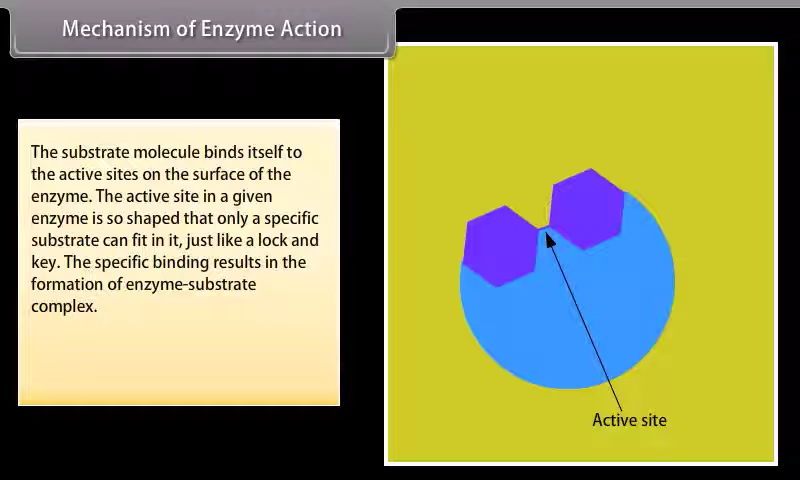 Mechanism of Enzyme Action
The substrate molecule binds itself to
the active sites on the surface of the
enzyme. The active site in a given
enzyme is so shaped that only a specific
substrate can fit in it, just like a lock and
key. The specific binding results in the
formation of enzyme-substrate
complex.
Active site